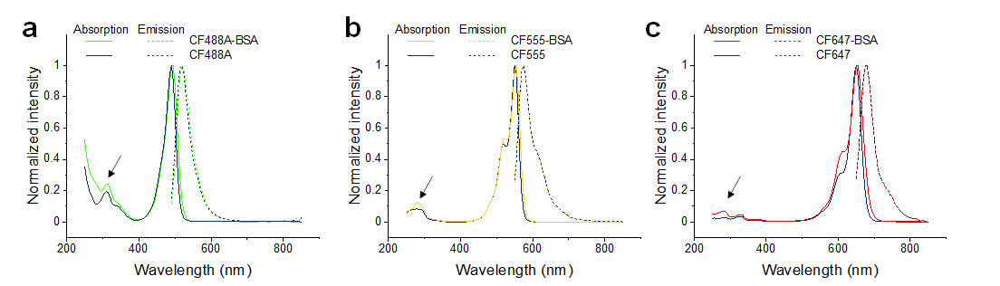 a
Absorption Emission
CF488A-BSA
CF488A
Normalized intensity
1
0.8
0.6
0.4
0.2
0
200 400 600 800
Wavelength (nm)
b
Absorption Emission
CF555-BSA
CF555
Normalized intensity
1
0.8
0.6
0.4
0.2
0
200 400 600 800
Wavelength (nm)
c
Absorption Emission
CF647-BSA
CF647
Normalized intensity
1
0.8
0.6
0.4
0.2
0
200 400 600 800
Wavelength (nm)